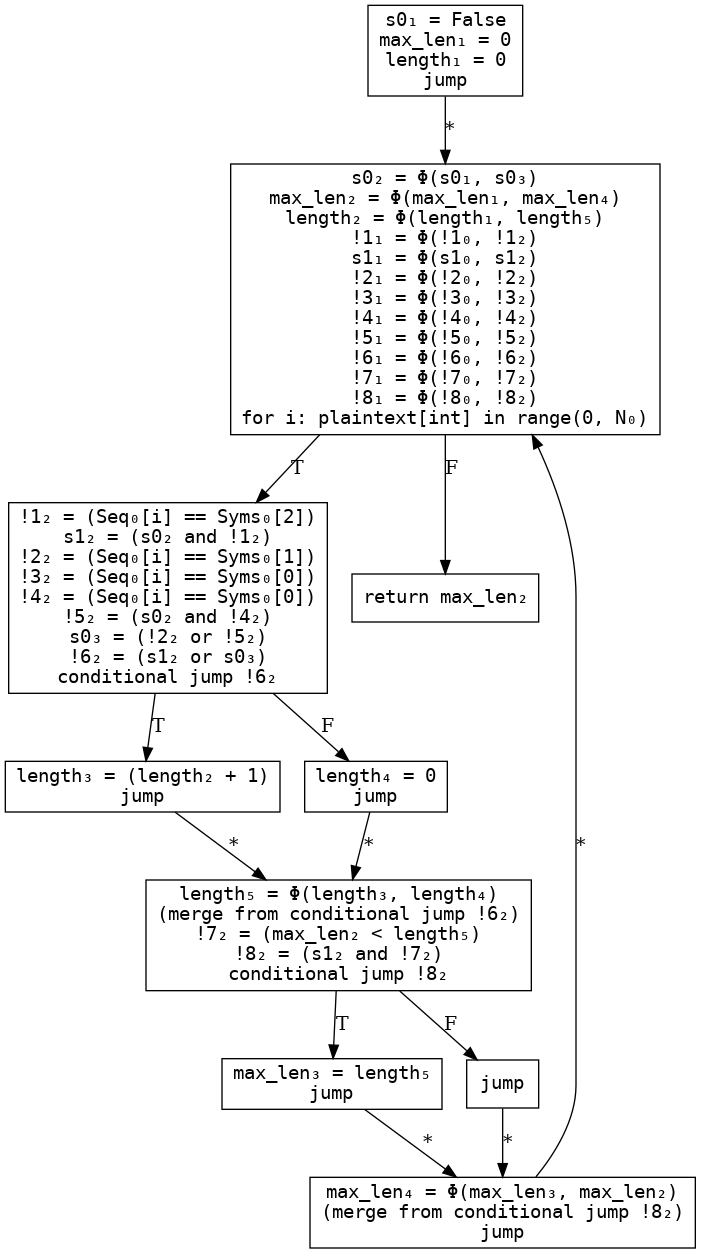 s0₁ = False
max_len₁ = 0
length₁ = 0
jump
*
s0₂ = Φ(s0₁, s0₃)
max_len₂ = Φ(max_len₁, max_len₄)
length₂ = Φ(length₁, length₅)
!1₁ = Φ(!1₀, !1₂)
s1₁ = Φ(s1₀, s1₂)
!2₁ = Φ(!2₀, !2₂)
!3₁ = Φ(!3₀, !3₂)
!4₁ = Φ(!4₀, !4₂)
!5₁ = Φ(!5₀, !5₂)
!6₁ = Φ(!6₀, !6₂)
!7₁ = Φ(!7₀, !7₂)
!8₁ = Φ(!8₀, !8₂)
for i: plaintext[int] in range(0, N₀)
T
F
!1₂ = (Seq₀[i] == Syms₀[2])
s1₂ = (s0₂ and !1₂)
!2₂ = (Seq₀[i] == Syms₀[1])
!3₂ = (Seq₀[i] == Syms₀[0])
!4₂ = (Seq₀[i] == Syms₀[0])
!5₂ = (s0₂ and !4₂)
s0₃ = (!2₂ or !5₂)
!6₂ = (s1₂ or s0₃)
conditional jump !6₂
return max_len₂
T
F
length₃ = (length₂ + 1)
jump
length₄ = 0
jump
*
*
*
length₅ = Φ(length₃, length₄)
(merge from conditional jump !6₂)
!7₂ = (max_len₂ < length₅)
!8₂ = (s1₂ and !7₂)
conditional jump !8₂
T
F
max_len₃ = length₅
jump
jump
*
*
max_len₄ = Φ(max_len₃, max_len₂)
(merge from conditional jump !8₂)
jump